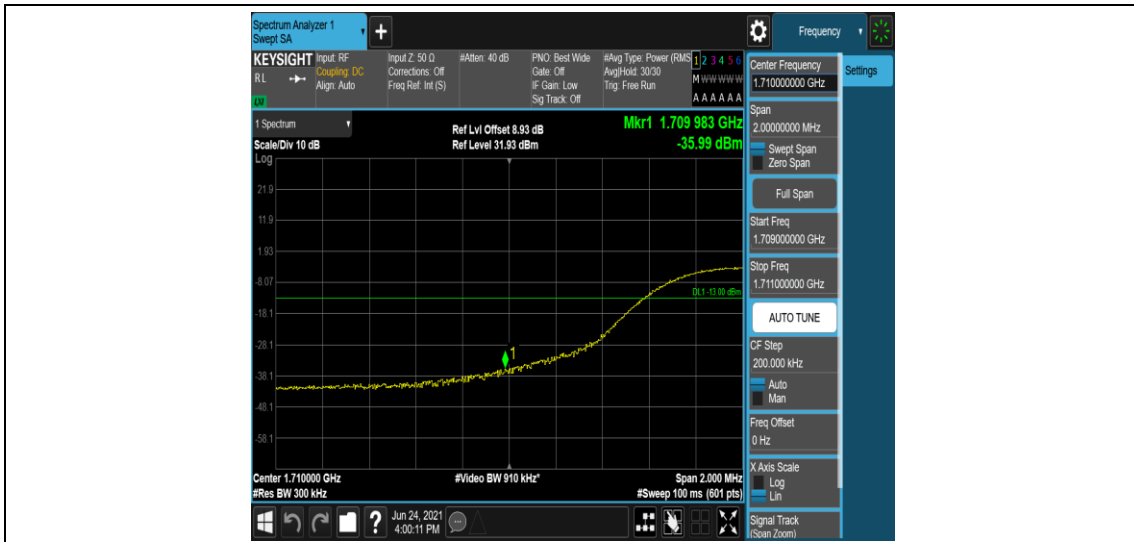 Spectrum Analyzer 1
Swept SA
+
Frequency
KEYSIGHT
RL
LXI
Input: RF
Coupling: DC
Align: Auto
Input Z: 50 Ω
Corrections: Off
Freq Ref: Int (S)
#Atten: 40 dB
PNO: Best Wide
Gate: Off
IF Gain: Low
Sig Track: Off
#Avg Type: Power (RMS
Avg|Hold: 30/30
Trig: Free Run
1 2 3 4 5 6
M W W W W W
A A A A A A
Center Frequency
1.710000000 GHz
Settings
1 Spectrum
Scale/Div 10 dB
Ref Lvl Offset 8.93 dB
Ref Level 31.93 dBm
Mkr1 1.709 983 GHz
-35.99 dBm
Log
21.9
11.9
1.93
-8.07
-18.1
-28.1
-38.1
-48.1
-58.1
DL1 -13.00 dBm
1
Center 1.710000 GHz
#Res BW 300 kHz
#Video BW 910 kHz*
Span 2.000 MHz
#Sweep 100 ms (601 pts)
Span
2.00000000 MHz
Swept Span
Zero Span
Full Span
Start Freq
1.709000000 GHz
Stop Freq
1.711000000 GHz
AUTO TUNE
CF Step
200.000 kHz
Auto
Man
Freq Offset
0 Hz
X Axis Scale
Log
Lin
Signal Track
(Span Zoom)
?
Jun 24, 2021
4:00:11 PM